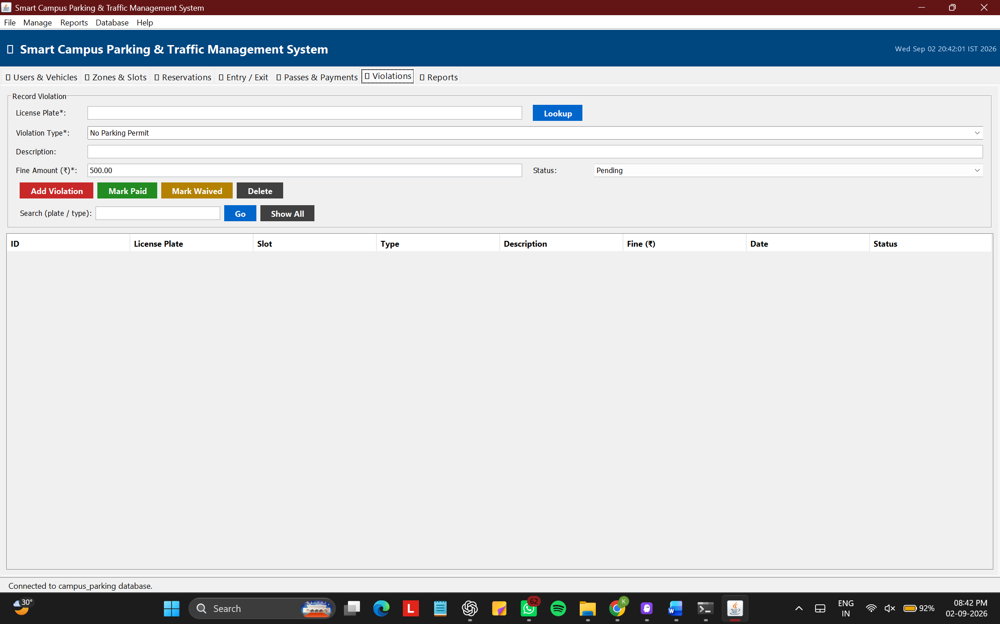 Smart Campus Parking & Traffic Management System
File Manage Reports Database Help
Smart Campus Parking & Traffic Management System
Wed Sep 02 20:42:01 IST 2026
Users & Vehicles Zones & Slots Reservations Entry / Exit Passes & Payments Violations Reports
Record Violation
License Plate*: Lookup
Violation Type*: No Parking Permit
Description:
Fine Amount (₹)*: 500.00 Status: Pending
Add Violation Mark Paid Mark Waived Delete
Search (plate / type): Go Show All
ID License Plate Slot Type Description Fine (₹) Date Status
Connected to campus_parking database.
30°
Search
L
62
K
W
ENG
IN
92%
08:42 PM
02-09-2026